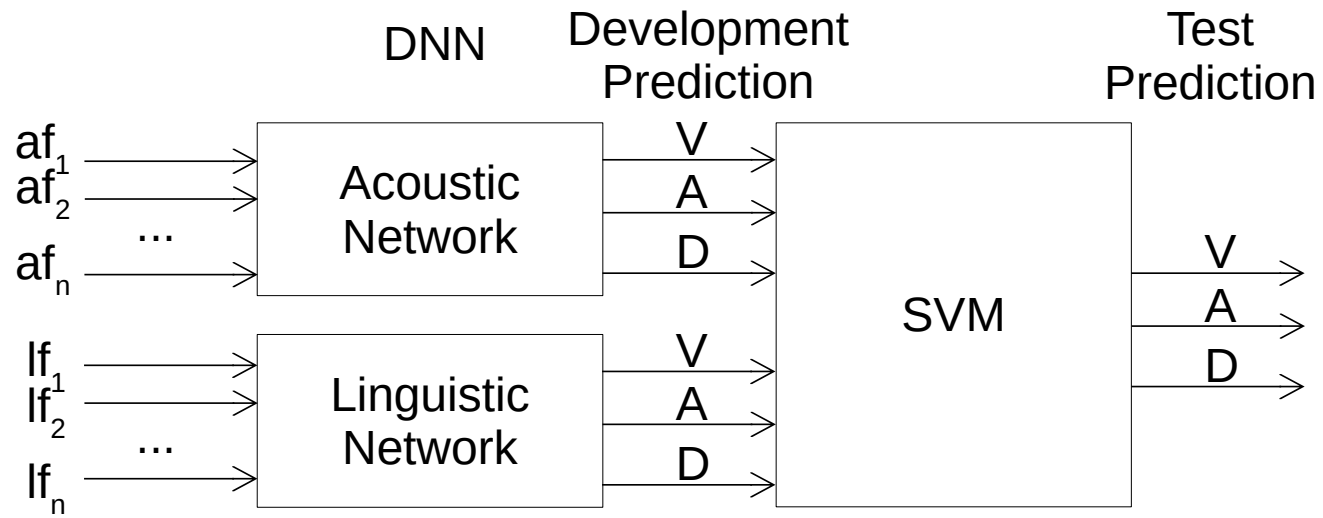 DNN
Development
Prediction
Test
Prediction
af1
af2
...
afn
Acoustic
Network
V
A
D
lf1
lf2
...
lfn
Linguistic
Network
V
A
D
SVM
V
A
D